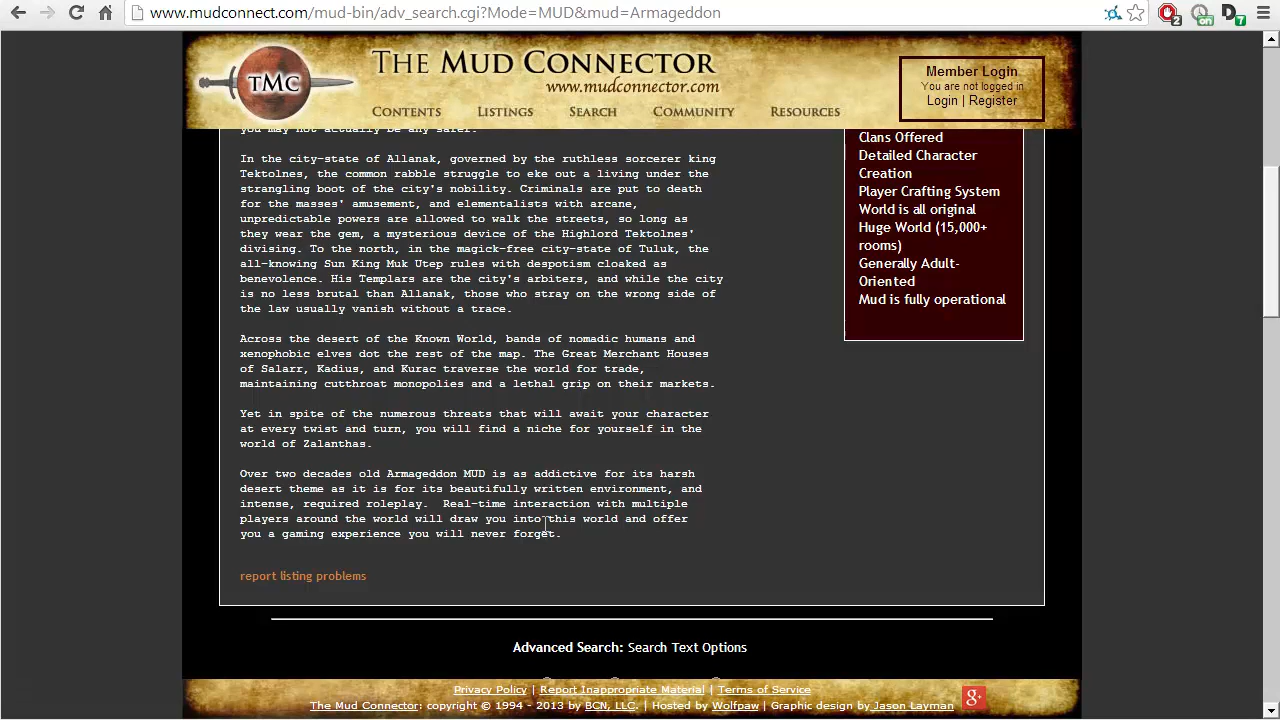 www.mudconnect.com/mud-bin/adv_search.cgi?Mode=MUD&mud=Armageddon
2
on
7
TMC
THE MUD CONNECTOR
www.mudconnector.com
CONTENTS LISTINGS SEARCH COMMUNITY RESOURCES
Member Login
You are not logged in
Login | Register
you may not actually be any safer.
In the city-state of Allanak, governed by the ruthless sorcerer king
Tektolnes, the common rabble struggle to eke out a living under the
strangling boot of the city's nobility. Criminals are put to death
for the masses' amusement, and elementalists with arcane,
unpredictable powers are allowed to walk the streets, so long as
they wear the gem, a mysterious device of the Highlord Tektolnes'
divising. To the north, in the magick-free city-state of Tuluk, the
all-knowing Sun King Muk Utep rules with despotism cloaked as
benevolence. His Templars are the city's arbiters, and while the city
is no less brutal than Allanak, those who stray on the wrong side of
the law usually vanish without a trace.
Across the desert of the Known World, bands of nomadic humans and
xenophobic elves dot the rest of the map. The Great Merchant Houses
of Salarr, Kadius, and Kurac traverse the world for trade,
maintaining cutthroat monopolies and a lethal grip on their markets.
Yet in spite of the numerous threats that will await your character
at every twist and turn, you will find a niche for yourself in the
world of Zalanthas.
Over two decades old Armageddon MUD is as addictive for its harsh
desert theme as it is for its beautifully written environment, and
intense, required roleplay. Real-time interaction with multiple
players around the world will draw you into this world and offer
you a gaming experience you will never forget.
report listing problems
Clans Offered
Detailed Character
Creation
Player Crafting System
World is all original
Huge World (15,000+
rooms)
Generally Adult-
Oriented
Mud is fully operational
Advanced Search: Search Text Options
Privacy Policy | Report Inappropriate Material | Terms of Service
The Mud Connector: copyright © 1994 - 2013 by BCN, LLC. | Hosted by Wolfpaw | Graphic design by Jason Layman
g+